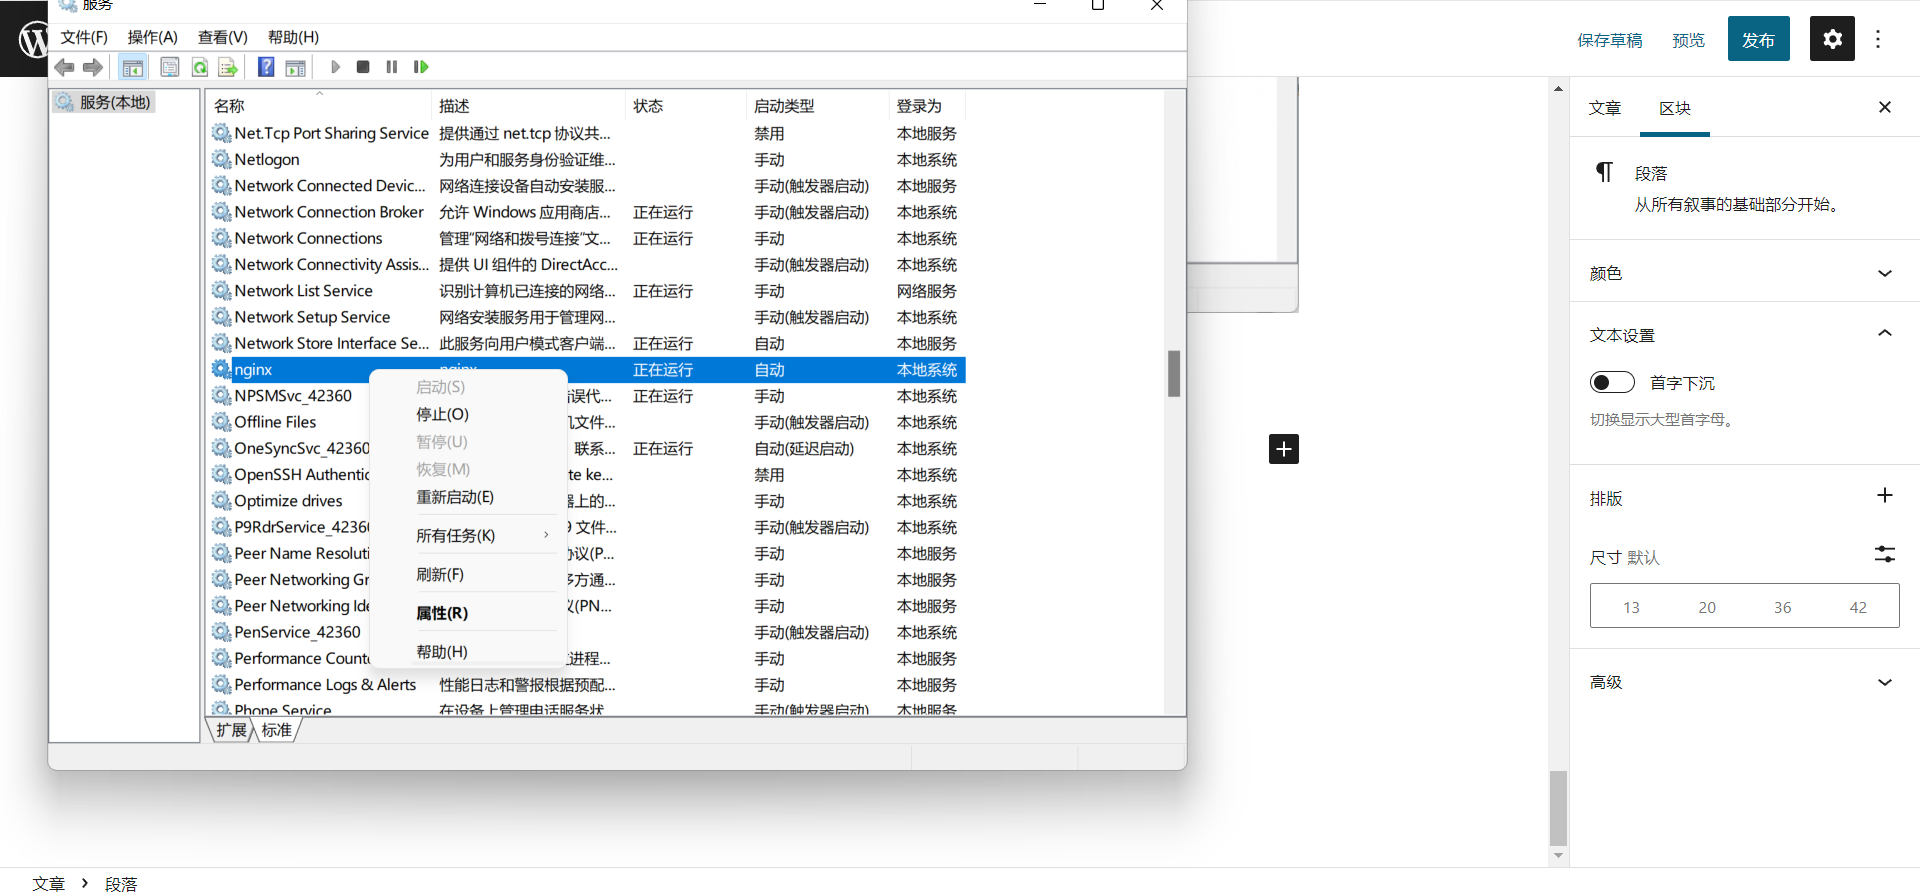 服务
文件(F) 操作(A) 查看(V) 帮助(H)
服务(本地)
名称 描述 状态 启动类型 登录为
Net.Tcp Port Sharing Service 提供通过 net.tcp 协议共... 禁用 本地服务
Netlogon 为用户和服务身份验证维... 手动 本地系统
Network Connected Devic... 网络连接设备自动安装服... 手动(触发器启动) 本地服务
Network Connection Broker 允许 Windows 应用商店... 正在运行 手动(触发器启动) 本地系统
Network Connections 管理"网络和拨号连接"文... 正在运行 手动 本地系统
Network Connectivity Assis... 提供 UI 组件的 DirectAcc... 手动(触发器启动) 本地系统
Network List Service 识别计算机已连接的网络... 正在运行 手动 网络服务
Network Setup Service 网络安装服务用于管理网... 手动(触发器启动) 本地系统
Network Store Interface Se... 此服务向用户模式客户端... 正在运行 自动 本地服务
nginx nginx 正在运行 自动 本地系统
NPSMSvc_42360 误代... 正在运行 手动 本地系统
Offline Files 文件... 手动(触发器启动) 本地系统
OneSyncSvc_42360 联系... 正在运行 自动(延迟启动) 本地系统
OpenSSH Authentic te ke... 禁用 本地系统
Optimize drives 上的... 手动 本地系统
P9RdrService_42360 9 文件... 手动(触发器启动) 本地系统
Peer Name Resoluti 协议(P... 手动 本地服务
Peer Networking Gr 多方通... 手动 本地服务
Peer Networking Ide 议(PN... 手动 本地服务
PenService_42360 手动(触发器启动) 本地系统
Performance Counte 进程... 手动 本地服务
Performance Logs & Alerts 性能日志和警报根据预配... 手动 本地服务
Phone Service 在设备上管理电话服务状 手动(触发器启动) 本地服务
启动(S)
停止(O)
暂停(U)
恢复(M)
重新启动(E)
所有任务(K)
刷新(F)
属性(R)
帮助(H)
扩展 标准
保存草稿 预览 发布
文章 区块
段落
从所有叙事的基础部分开始。
颜色
文本设置
首字下沉
切换显示大型首字母。
排版
尺寸 默认
13 20 36 42
高级
文章 › 段落